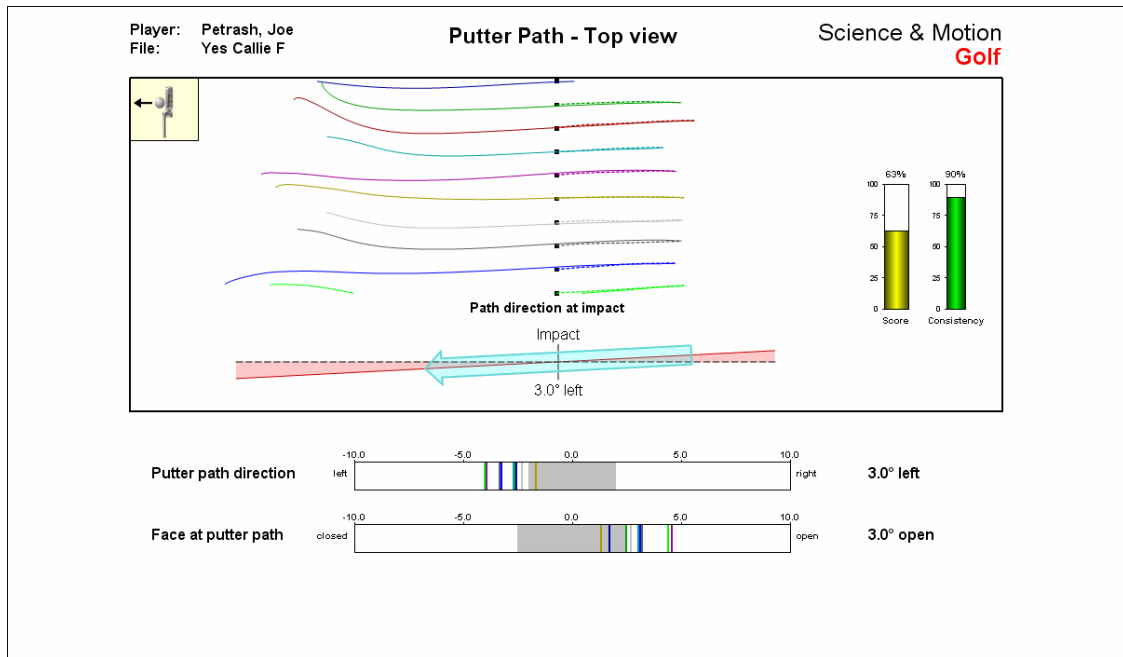 Player: Petrash, Joe
File: Yes Callie F
Putter Path - Top view
Science & Motion
Golf
63% 90%
100 100
75 75
50 50
25 25
0 0
Score Consistency
Path direction at impact
Impact
3.0° left
-10.0 -5.0 0.0 5.0 10.0
Putter path direction left right 3.0° left
-10.0 -5.0 0.0 5.0 10.0
Face at putter path closed open 3.0° open